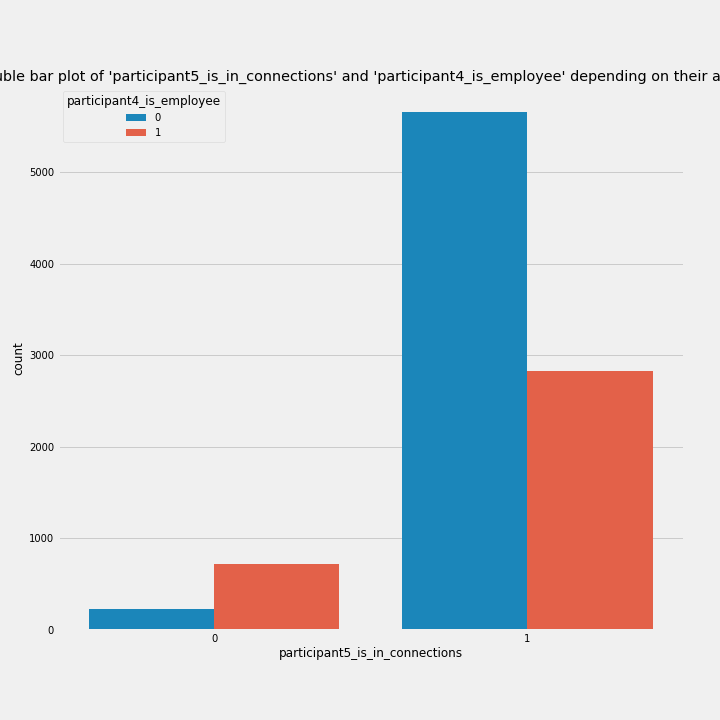 uble bar plot of 'participant5_is_in_connections' and 'participant4_is_employee' depending on their a
participant4_is_employee
0
1
5000
4000
3000
2000
1000
0
count
0 1
participant5_is_in_connections